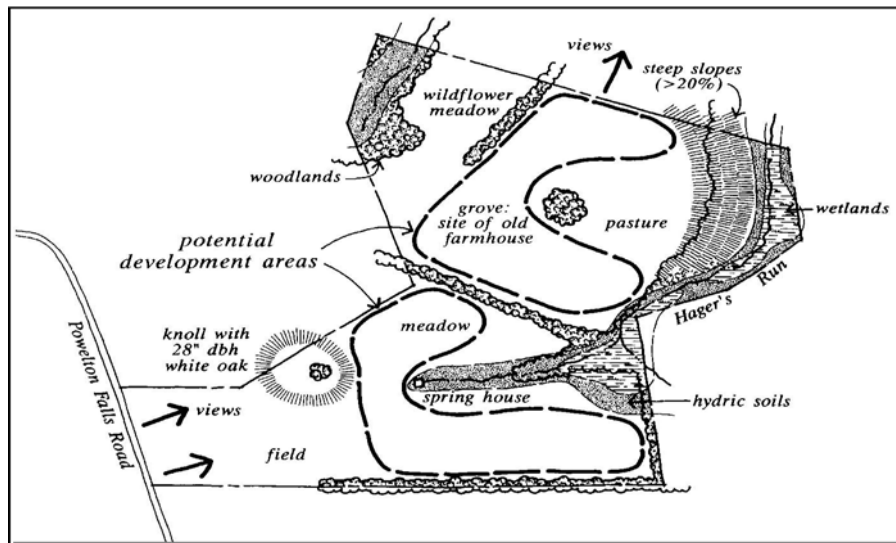 views
steep slopes
(>20%)
wildflower
meadow
woodlands
grove:
site of old
farmhouse
pasture
wetlands
potential
development areas
Hager's Run
meadow
knoll with
28" dbh
white oak
Powelton Falls Road
views
spring house
hydric soils
field